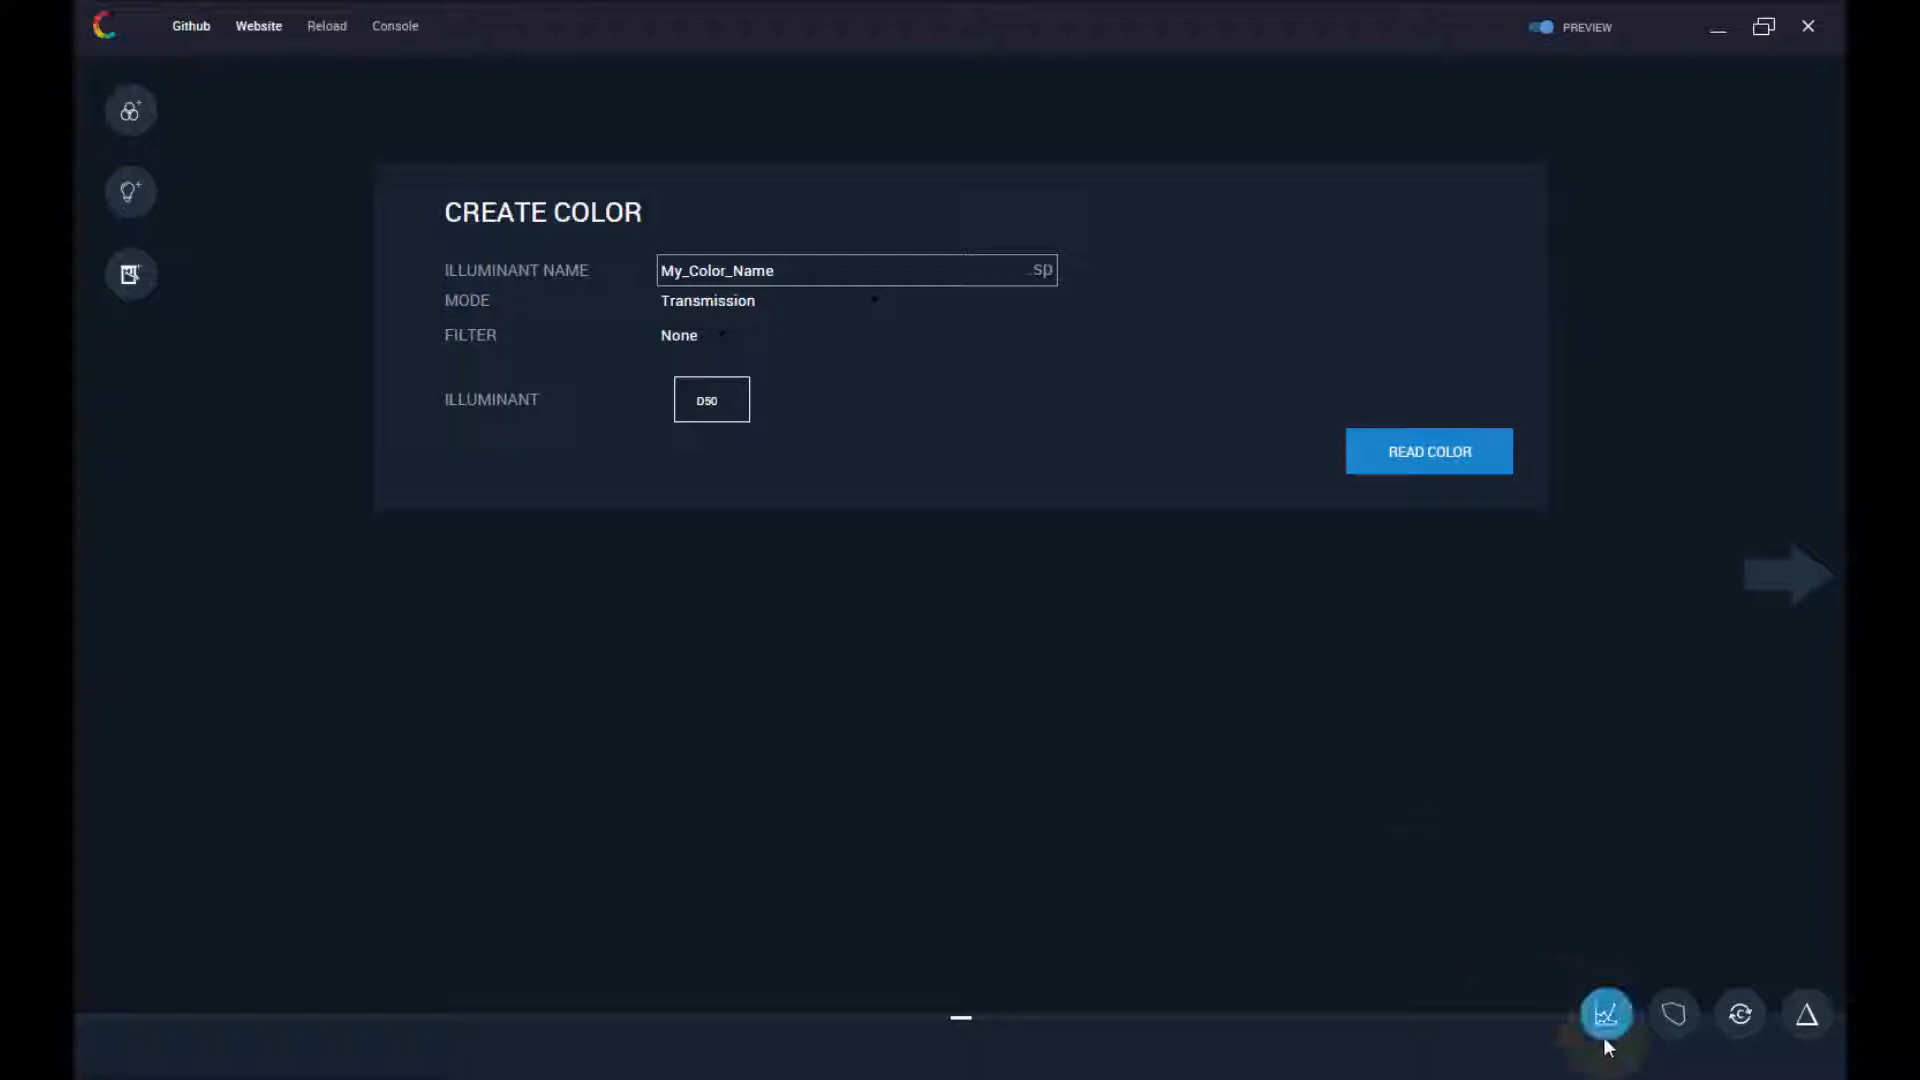 Github Website Reload Console PREVIEW
CREATE COLOR
ILLUMINANT NAME My_Color_Name .sp
MODE Transmission
FILTER None
ILLUMINANT D50
READ COLOR